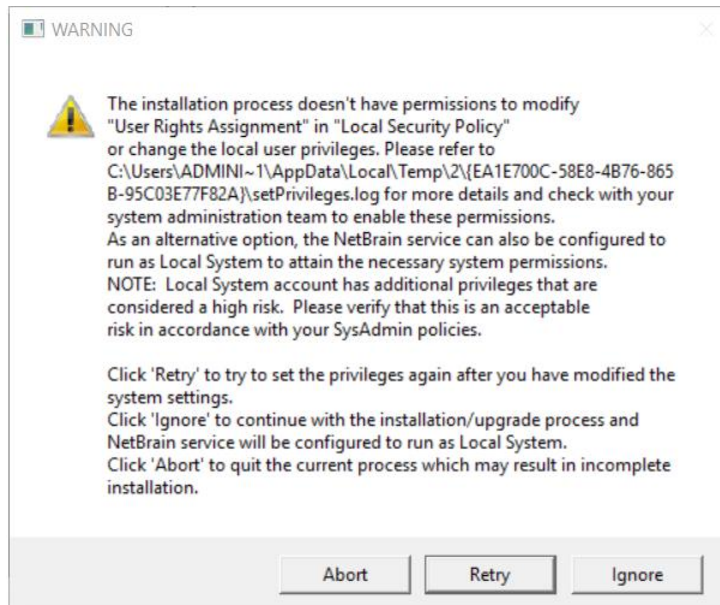 WARNING
The installation process doesn't have permissions to modify
"User Rights Assignment" in "Local Security Policy"
or change the local user privileges. Please refer to
C:\Users\ADMINI~1\AppData\Local\Temp\2\{EA1E700C-58E8-4B76-865
B-95C03E77F82A}\setPrivileges.log for more details and check with your
system administration team to enable these permissions.
As an alternative option, the NetBrain service can also be configured to
run as Local System to attain the necessary system permissions.
NOTE:  Local System account has additional privileges that are
considered a high risk.  Please verify that this is an acceptable
risk in accordance with your SysAdmin policies.
Click 'Retry' to try to set the privileges again after you have modified the
system settings.
Click 'Ignore' to continue with the installation/upgrade process and
NetBrain service will be configured to run as Local System.
Click 'Abort' to quit the current process which may result in incomplete
installation.
Abort Retry Ignore